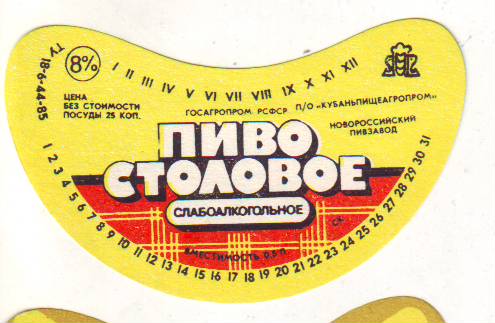 ТУ 18-6-44-85
8%
I II III IV V VI VII VIII IX X XI XII
ЦЕНА
БЕЗ СТОИМОСТИ
ПОСУДЫ 25 КОП.
ГОСАГРОПРОМ РСФСР П/О «КУБАНЬПИЩЕАГРОПРОМ»
НОВОРОССИЙСКИЙ
ПИВЗАВОД
ПИВО
СТОЛОВОЕ
СЛАБОАЛКОГОЛЬНОЕ
СК
ВМЕСТИМОСТЬ 0,5 Л.
1 2 3 4 5 6 7 8 9 10 11 12 13 14 15 16 17 18 19 20 21 22 23 24 25 26 27 28 29 30 31